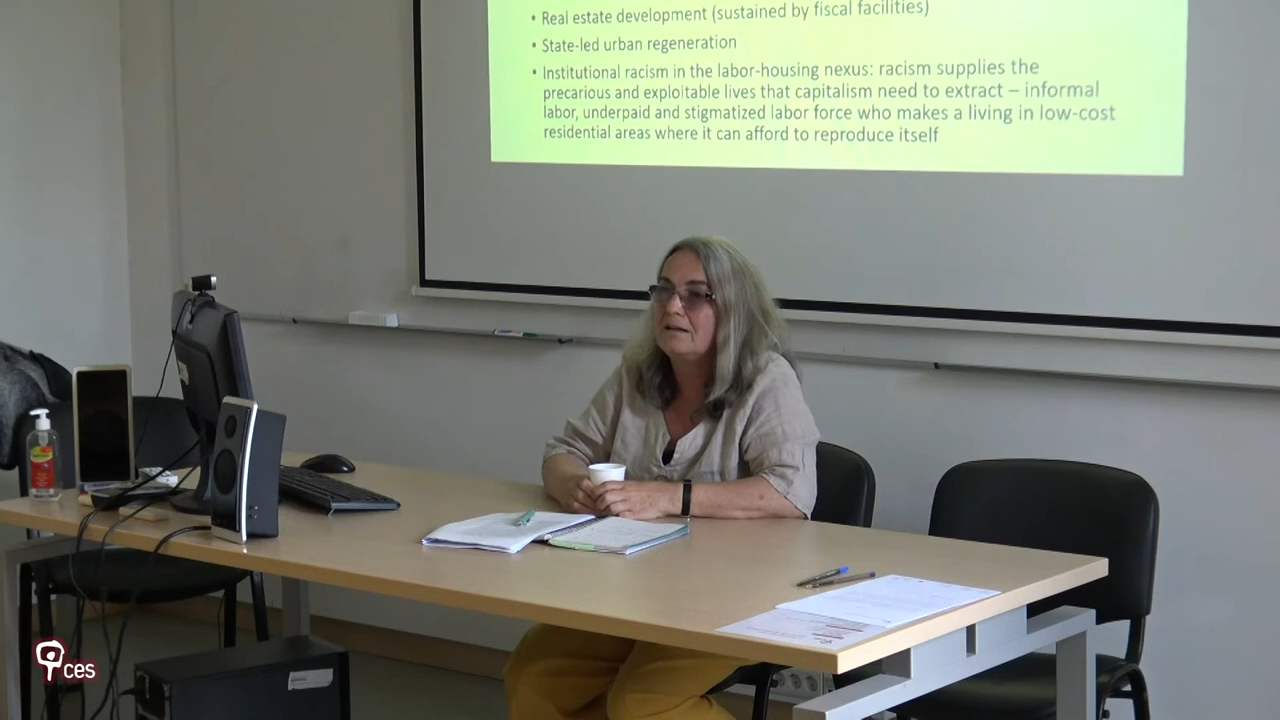 • Real estate development (sustained by fiscal facilities)
• State-led urban regeneration
• Institutional racism in the labor-housing nexus: racism supplies the
precarious and exploitable lives that capitalism need to extract – informal
labor, underpaid and stigmatized labor force who makes a living in low-cost
residential areas where it can afford to reproduce itself
ces